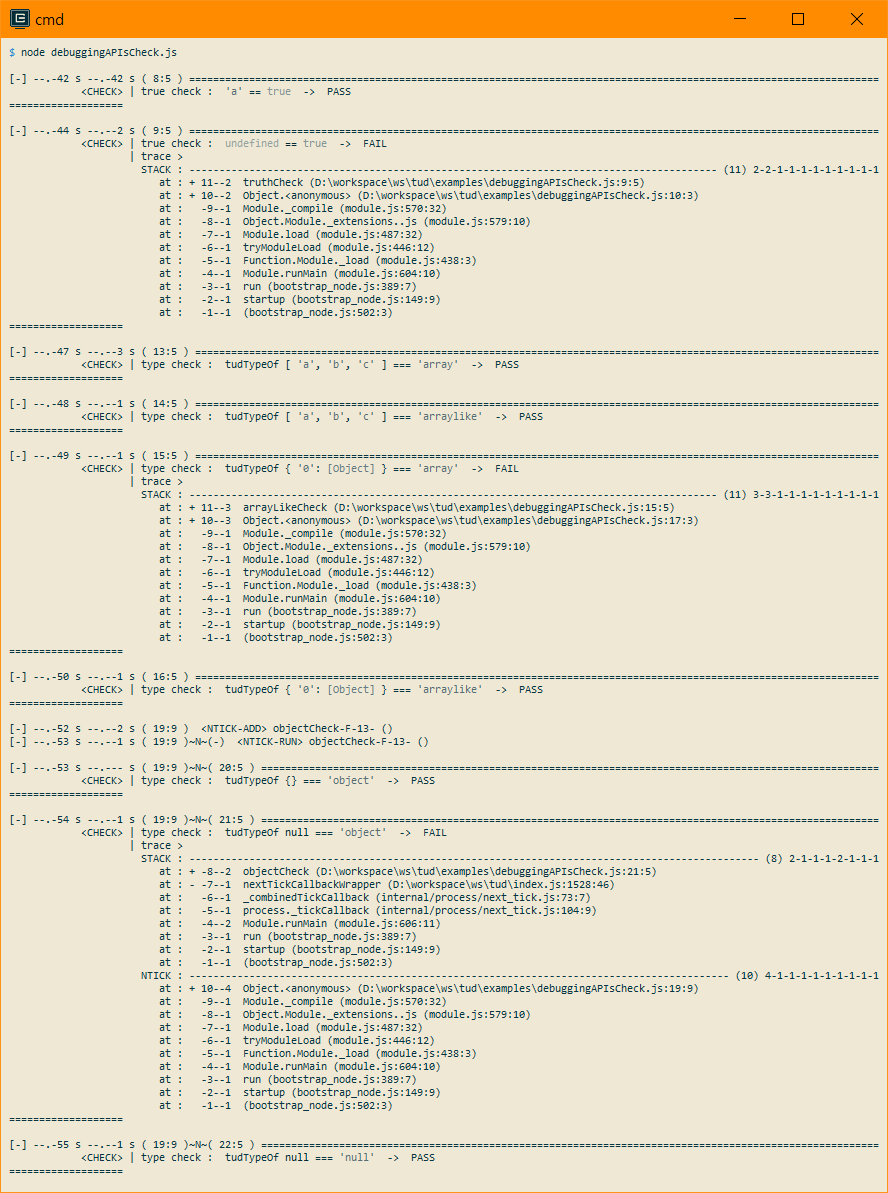 cmd
$ node debuggingAPIsCheck.js
[-] --.-42 s --.-42 s ( 8:5 ) ===================================================================================================================
<CHECK> | true check :  'a' == true  ->  PASS
===================
[-] --.-44 s --.--2 s ( 9:5 ) ===================================================================================================================
<CHECK> | true check :  undefined == true  ->  FAIL
| trace >
STACK : ---------------------------------------------------------------------------------------- (11) 2-2-1-1-1-1-1-1-1-1-1
at : + 11--2  truthCheck (D:\workspace\ws\tud\examples\debuggingAPIsCheck.js:9:5)
at : + 10--2  Object.<anonymous> (D:\workspace\ws\tud\examples\debuggingAPIsCheck.js:10:3)
at :   -9--1  Module._compile (module.js:570:32)
at :   -8--1  Object.Module._extensions..js (module.js:579:10)
at :   -7--1  Module.load (module.js:487:32)
at :   -6--1  tryModuleLoad (module.js:446:12)
at :   -5--1  Function.Module._load (module.js:438:3)
at :   -4--1  Module.runMain (module.js:604:10)
at :   -3--1  run (bootstrap_node.js:389:7)
at :   -2--1  startup (bootstrap_node.js:149:9)
at :   -1--1  (bootstrap_node.js:502:3)
===================
[-] --.-47 s --.--3 s ( 13:5 ) ==================================================================================================================
<CHECK> | type check :  tudTypeOf [ 'a', 'b', 'c' ] === 'array'  ->  PASS
===================
[-] --.-48 s --.--1 s ( 14:5 ) ==================================================================================================================
<CHECK> | type check :  tudTypeOf [ 'a', 'b', 'c' ] === 'arraylike'  ->  PASS
===================
[-] --.-49 s --.--1 s ( 15:5 ) ==================================================================================================================
<CHECK> | type check :  tudTypeOf { '0': [Object] } === 'array'  ->  FAIL
| trace >
STACK : ---------------------------------------------------------------------------------------- (11) 3-3-1-1-1-1-1-1-1-1-1
at : + 11--3  arrayLikeCheck (D:\workspace\ws\tud\examples\debuggingAPIsCheck.js:15:5)
at : + 10--3  Object.<anonymous> (D:\workspace\ws\tud\examples\debuggingAPIsCheck.js:17:3)
at :   -9--1  Module._compile (module.js:570:32)
at :   -8--1  Object.Module._extensions..js (module.js:579:10)
at :   -7--1  Module.load (module.js:487:32)
at :   -6--1  tryModuleLoad (module.js:446:12)
at :   -5--1  Function.Module._load (module.js:438:3)
at :   -4--1  Module.runMain (module.js:604:10)
at :   -3--1  run (bootstrap_node.js:389:7)
at :   -2--1  startup (bootstrap_node.js:149:9)
at :   -1--1  (bootstrap_node.js:502:3)
===================
[-] --.-50 s --.--1 s ( 16:5 ) ==================================================================================================================
<CHECK> | type check :  tudTypeOf { '0': [Object] } === 'arraylike'  ->  PASS
===================
[-] --.-52 s --.--2 s ( 19:9 )  <NTICK-ADD> objectCheck-F-13- ()
[-] --.-53 s --.--1 s ( 19:9 )~N~(-)  <NTICK-RUN> objectCheck-F-13- ()
[-] --.-53 s --.--- s ( 19:9 )~N~( 20:5 ) =======================================================================================================
<CHECK> | type check :  tudTypeOf {} === 'object'  ->  PASS
===================
[-] --.-54 s --.--1 s ( 19:9 )~N~( 21:5 ) =======================================================================================================
<CHECK> | type check :  tudTypeOf null === 'object'  ->  FAIL
| trace >
STACK : ----------------------------------------------------------------------------------------------- (8) 2-1-1-1-2-1-1-1
at : + -8--2  objectCheck (D:\workspace\ws\tud\examples\debuggingAPIsCheck.js:21:5)
at : - -7--1  nextTickCallbackWrapper (D:\workspace\ws\tud\index.js:1528:46)
at :   -6--1  _combinedTickCallback (internal/process/next_tick.js:73:7)
at :   -5--1  process._tickCallback (internal/process/next_tick.js:104:9)
at :   -4--2  Module.runMain (module.js:606:11)
at :   -3--1  run (bootstrap_node.js:389:7)
at :   -2--1  startup (bootstrap_node.js:149:9)
at :   -1--1  (bootstrap_node.js:502:3)
NTICK : ------------------------------------------------------------------------------------------ (10) 4-1-1-1-1-1-1-1-1-1
at : + 10--4  Object.<anonymous> (D:\workspace\ws\tud\examples\debuggingAPIsCheck.js:19:9)
at :   -9--1  Module._compile (module.js:570:32)
at :   -8--1  Object.Module._extensions..js (module.js:579:10)
at :   -7--1  Module.load (module.js:487:32)
at :   -6--1  tryModuleLoad (module.js:446:12)
at :   -5--1  Function.Module._load (module.js:438:3)
at :   -4--1  Module.runMain (module.js:604:10)
at :   -3--1  run (bootstrap_node.js:389:7)
at :   -2--1  startup (bootstrap_node.js:149:9)
at :   -1--1  (bootstrap_node.js:502:3)
===================
[-] --.-55 s --.--1 s ( 19:9 )~N~( 22:5 ) =======================================================================================================
<CHECK> | type check :  tudTypeOf null === 'null'  ->  PASS
===================